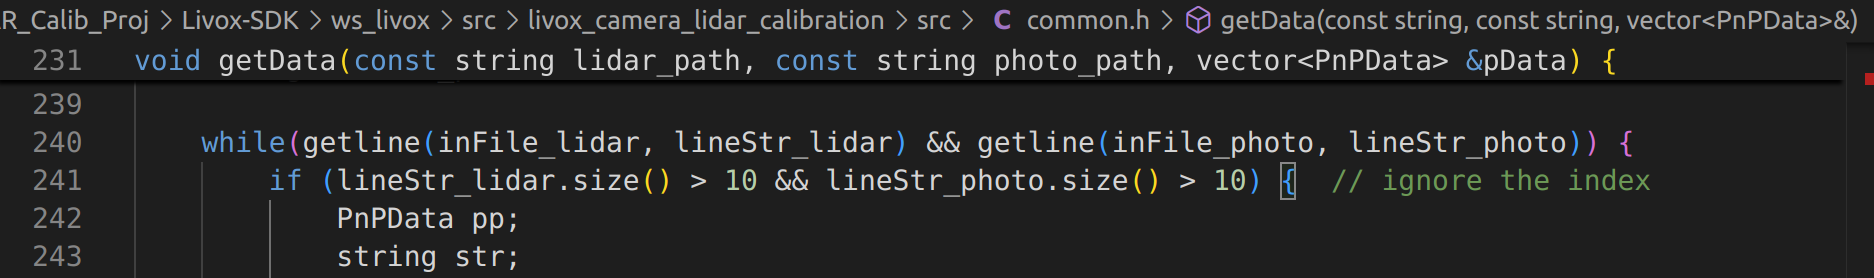 R_Calib_Proj > Livox-SDK > ws_livox > src > livox_camera_lidar_calibration > src > C common.h > getData(const string, const string, vector<PnPData>&)
231 void getData(const string lidar_path, const string photo_path, vector<PnPData> &pData) {
239
240 while(getline(inFile_lidar, lineStr_lidar) && getline(inFile_photo, lineStr_photo)) {
241 if (lineStr_lidar.size() > 10 && lineStr_photo.size() > 10) { // ignore the index
242 PnPData pp;
243 string str;